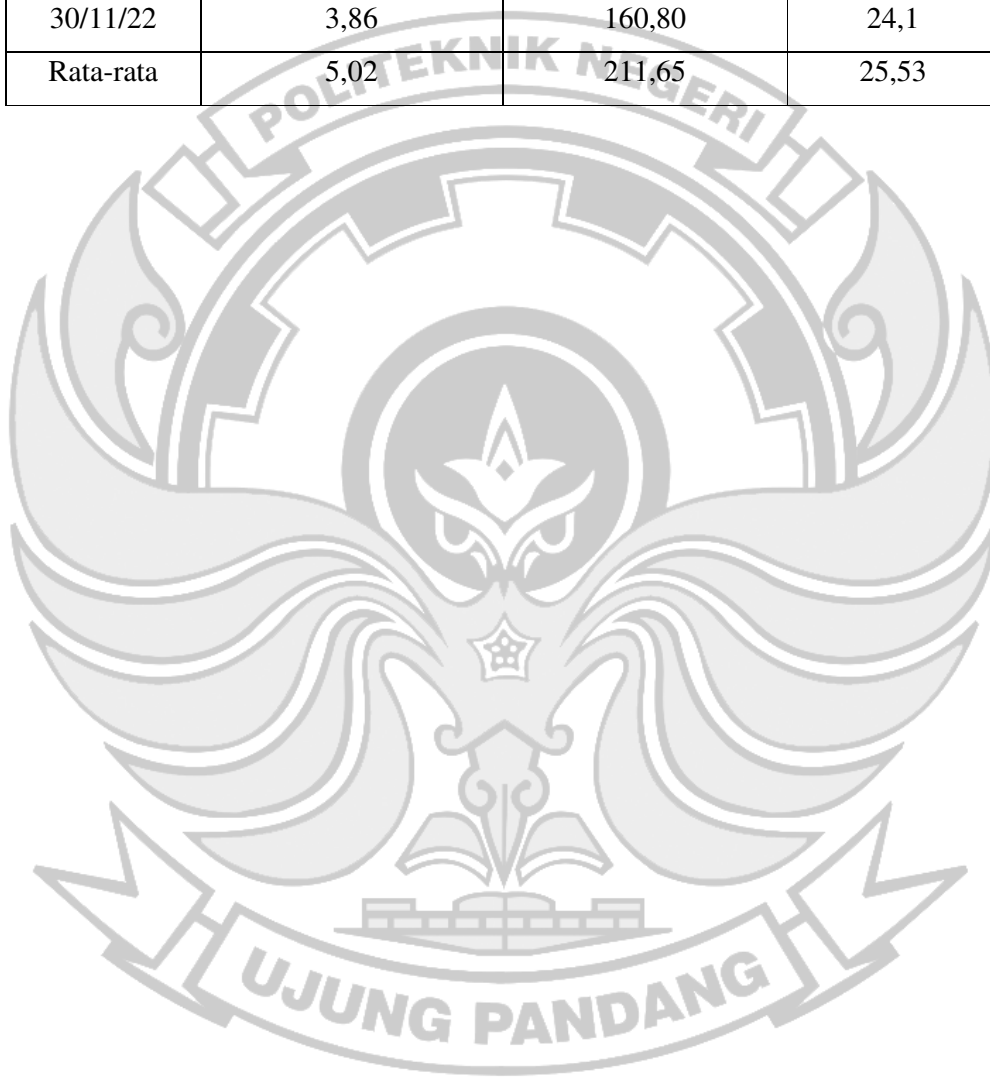 30/11/22 3,86 160,80 24,1
Rata-rata 5,02 211,65 25,53
POLITEKNIK NEGERI
UJUNG PANDANG